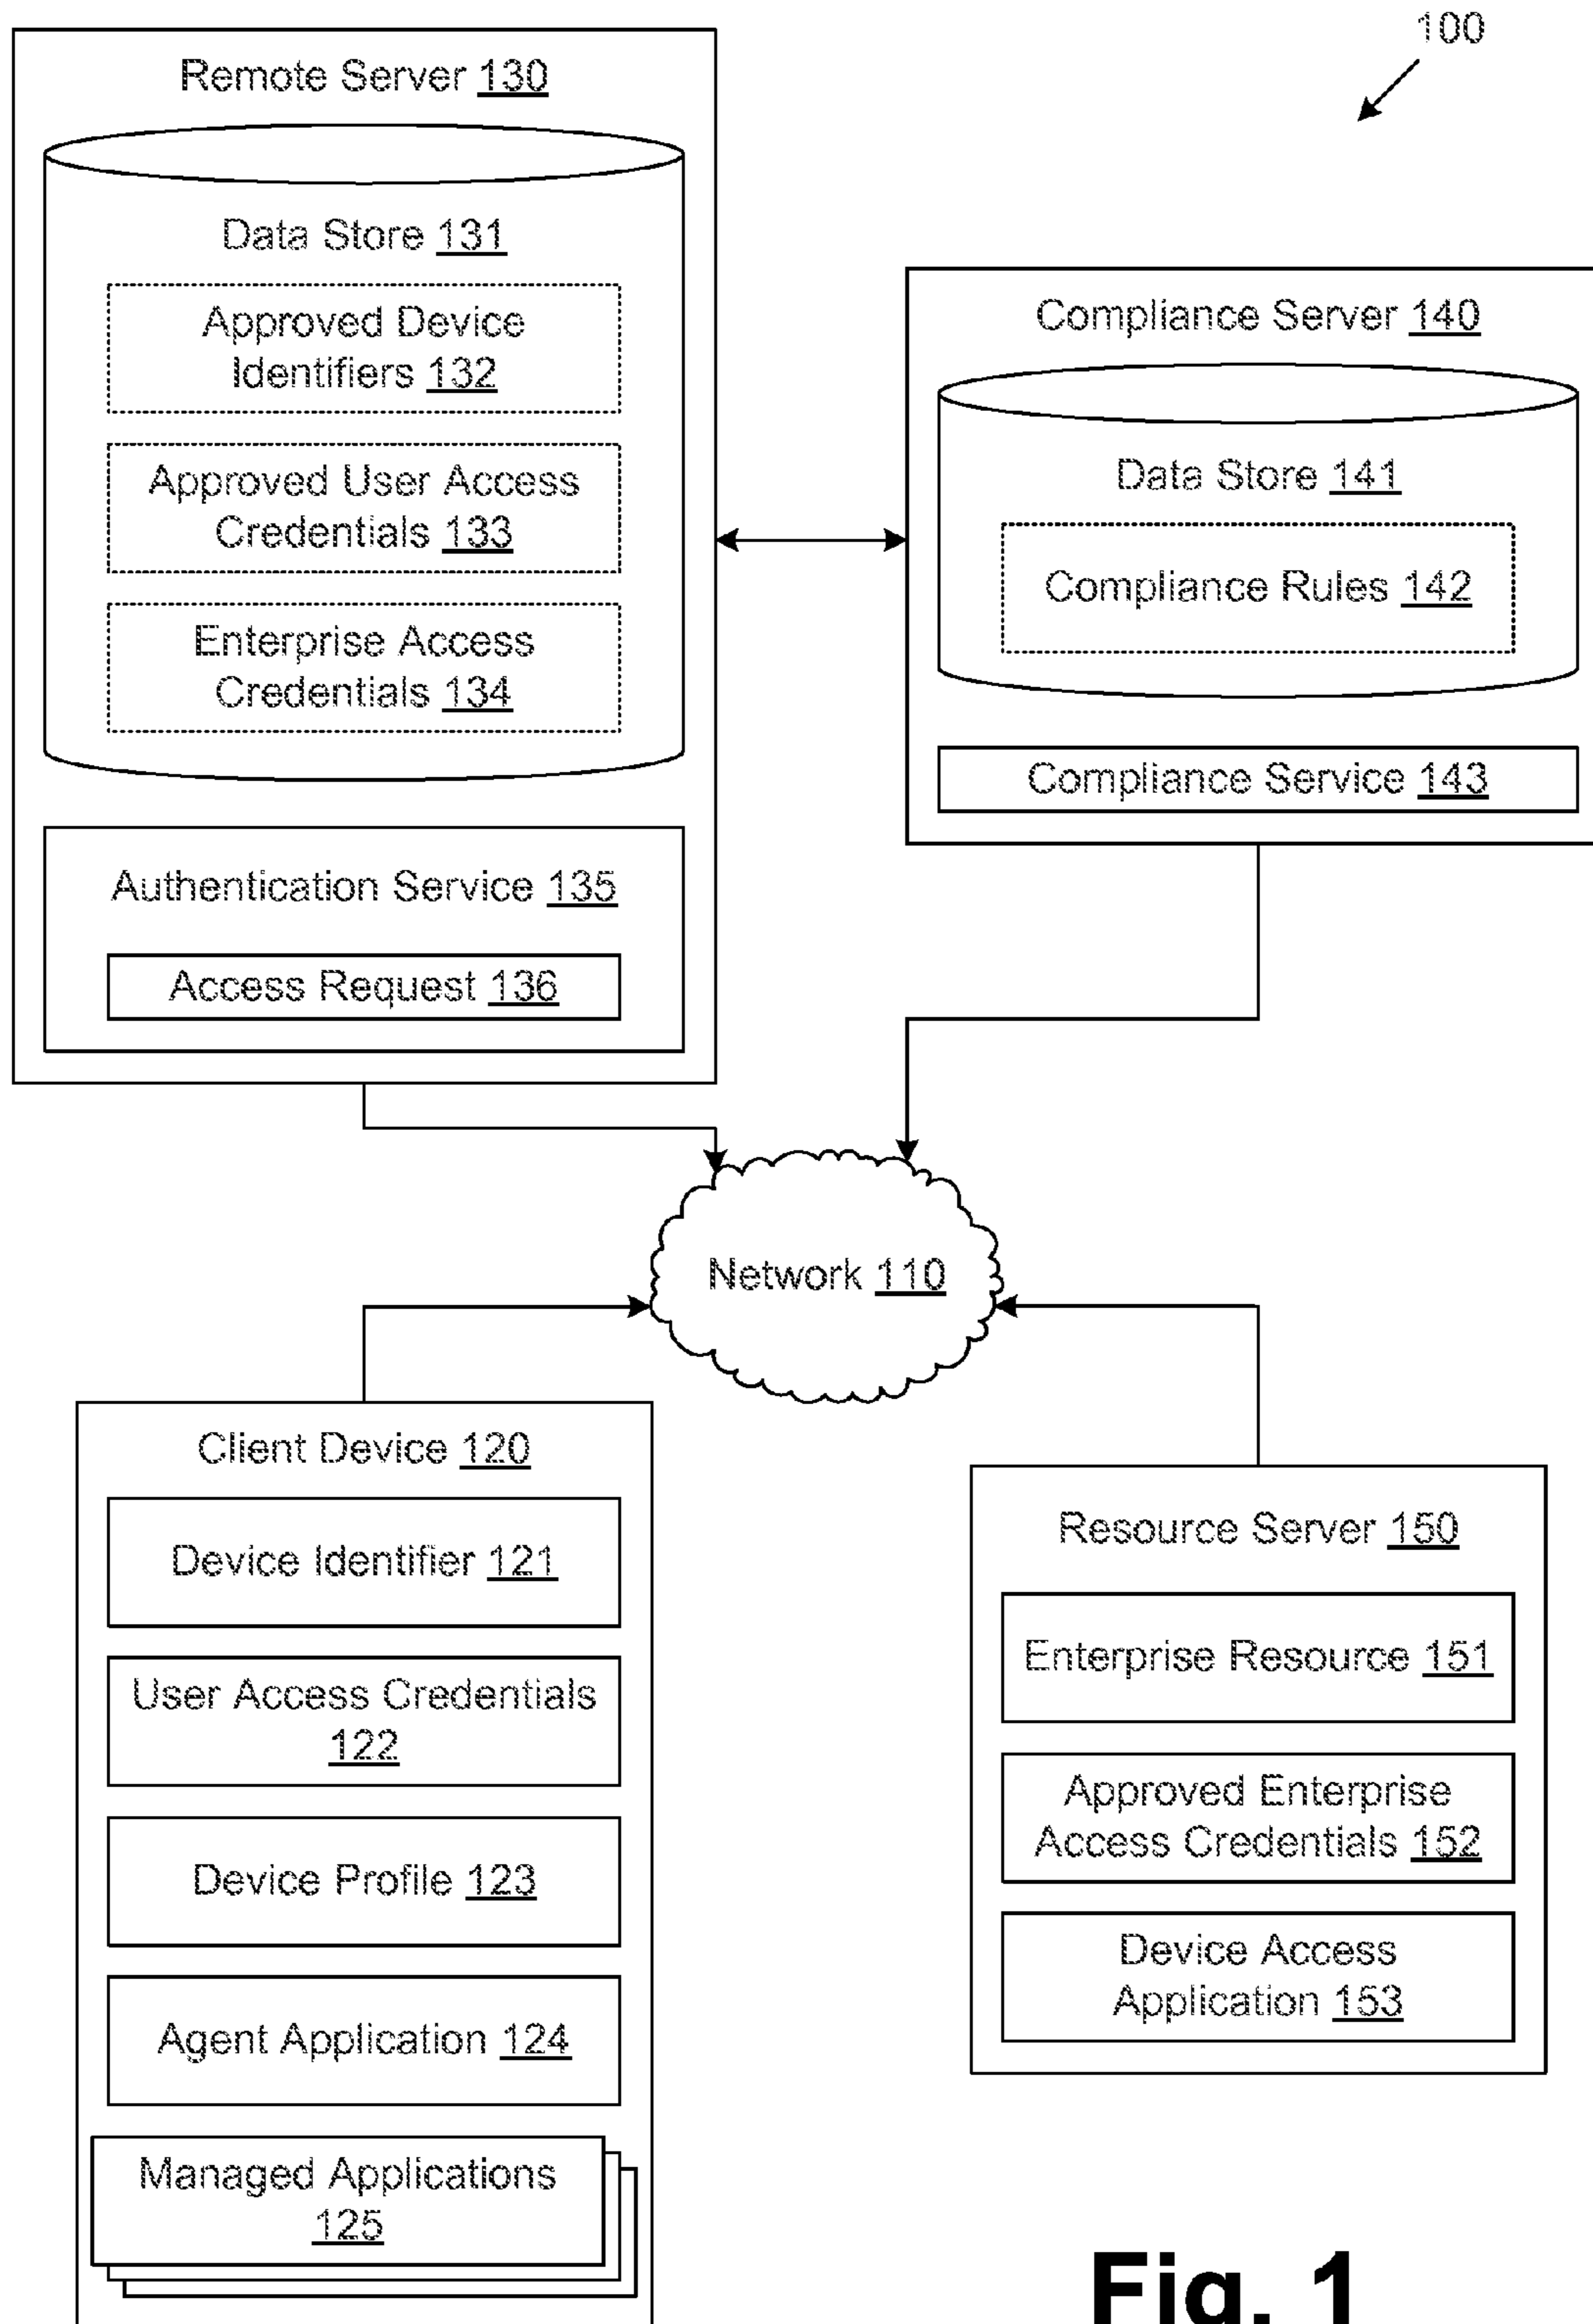 100
Remote Server 130
Data Store 131
Approved Device
Identifiers 132
Approved User Access
Credentials 133
Enterprise Access
Credentials 134
Authentication Service 135
Access Request 136
Compliance Server 140
Data Store 141
Compliance Rules 142
Compliance Service 143
Network 110
Client Device 120
Device Identifier 121
User Access Credentials
122
Device Profile 123
Agent Application 124
Managed Applications
125
Resource Server 150
Enterprise Resource 151
Approved Enterprise
Access Credentials 152
Device Access
Application 153
Fig. 1